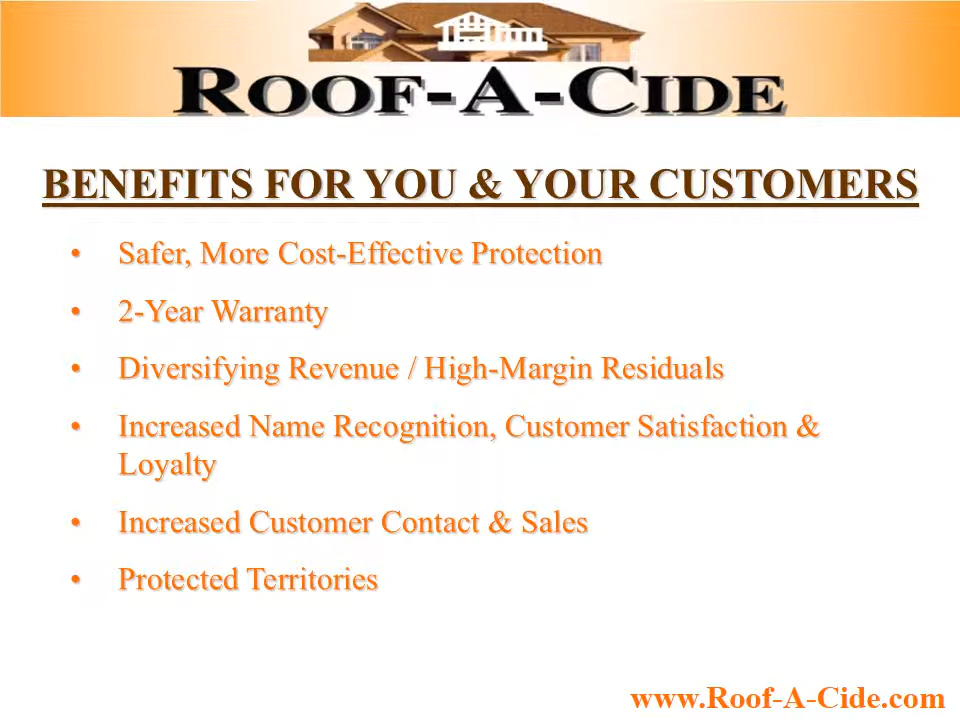 ROOF-A-CIDE
BENEFITS FOR YOU & YOUR CUSTOMERS
• Safer, More Cost-Effective Protection
• 2-Year Warranty
• Diversifying Revenue / High-Margin Residuals
• Increased Name Recognition, Customer Satisfaction &
Loyalty
• Increased Customer Contact & Sales
• Protected Territories
www.Roof-A-Cide.com